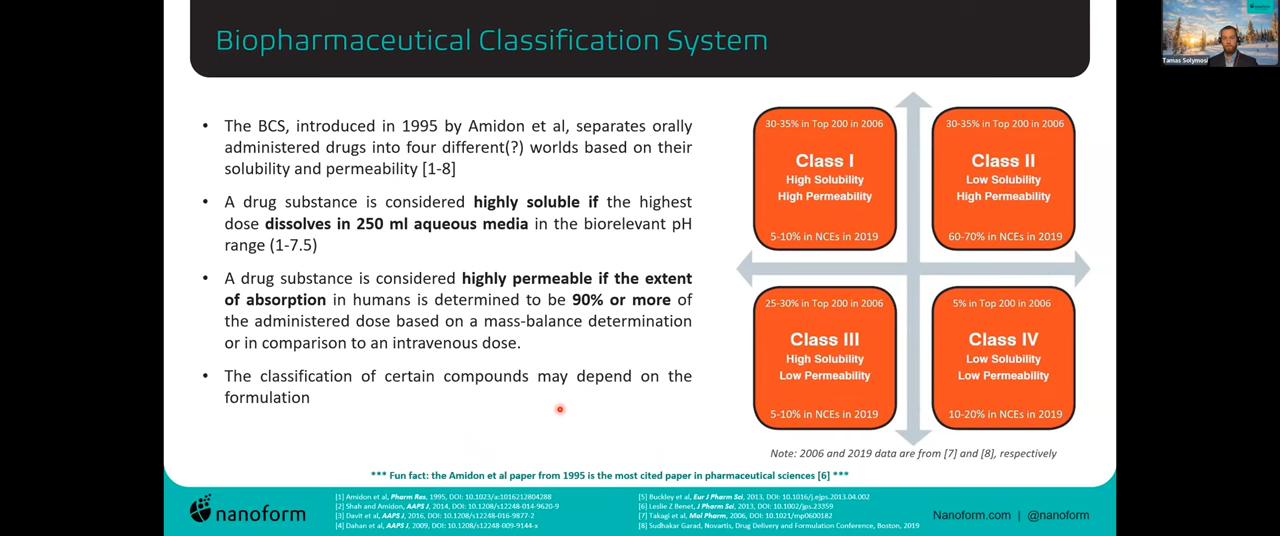 Biopharmaceutical Classification System
• The BCS, introduced in 1995 by Amidon et al, separates orally
administered drugs into four different(?) worlds based on their
solubility and permeability [1-8]
• A drug substance is considered highly soluble if the highest
dose dissolves in 250 ml aqueous media in the biorelevant pH
range (1-7.5)
• A drug substance is considered highly permeable if the extent
of absorption in humans is determined to be 90% or more of
the administered dose based on a mass-balance determination
or in comparison to an intravenous dose.
• The classification of certain compounds may depend on the
formulation
30-35% in Top 200 in 2006
Class I
High Solubility
High Permeability
5-10% in NCEs in 2019
30-35% in Top 200 in 2006
Class II
Low Solubility
High Permeability
60-70% in NCEs in 2019
25-30% in Top 200 in 2006
Class III
High Solubility
Low Permeability
5-10% in NCEs in 2019
5% in Top 200 in 2006
Class IV
Low Solubility
Low Permeability
10-20% in NCEs in 2019
Note: 2006 and 2019 data are from [7] and [8], respectively
*** Fun fact: the Amidon et al paper from 1995 is the most cited paper in pharmaceutical sciences [6] ***
nanoform
[1] Amidon et al, Pharm Res, 1995, DOI: 10.1023/a:1016212804288
[2] Shah and Amidon, AAPS J, 2014, DOI: 10.1208/s12248-014-9620-9
[3] Davit et al, AAPS J, 2016, DOI: 10.1208/s12248-016-9877-2
[4] Dahan et al, AAPS J, 2009, DOI: 10.1208/s12248-009-9144-x
[5] Buckley et al, Eur J Pharm Sci, 2013, DOI: 10.1016/j.ejps.2013.04.002
[6] Leslie Z Benet, J Pharm Sci, 2013, DOI: 10.1002/jps.23359
[7] Takagi et al, Mol Pharm, 2006, DOI: 10.1021/mp0600182
[8] Sudhakar Garad, Novartis, Drug Delivery and Formulation Conference, Boston, 2019
Nanoform.com | @nanoform
Tamas Solymosi